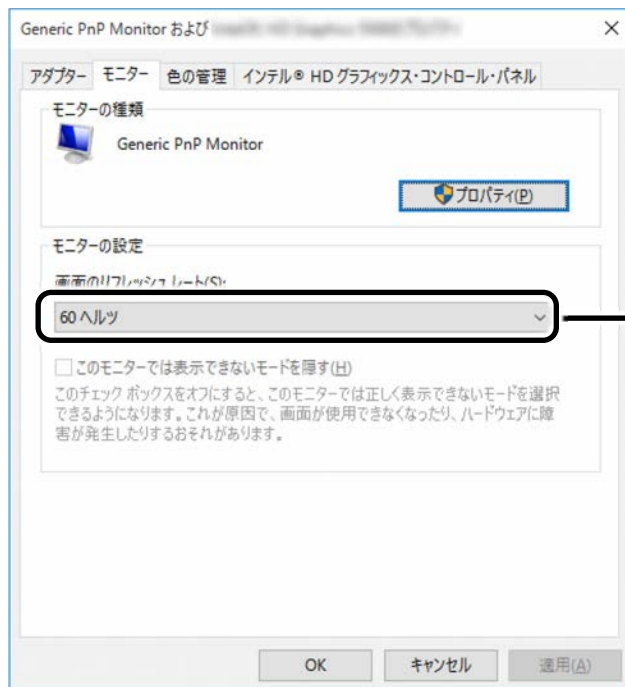 Generic PnP Monitor および
アダプター モニター 色の管理 インテル® HD グラフィックス・コントロール・パネル
モニターの種類
Generic PnP Monitor
プロパティ(P)
モニターの設定
画面のリフレッシュ レート(S):
60 ヘルツ
このモニターでは表示できないモードを隠す(H)
このチェック ボックスをオフにすると、このモニターでは正しく表示できないモードを選択
できるようになります。これが原因で、画面が使用できなくなったり、ハードウェアに障
害が発生したりするおそれがあります。
OK キャンセル 適用(A)